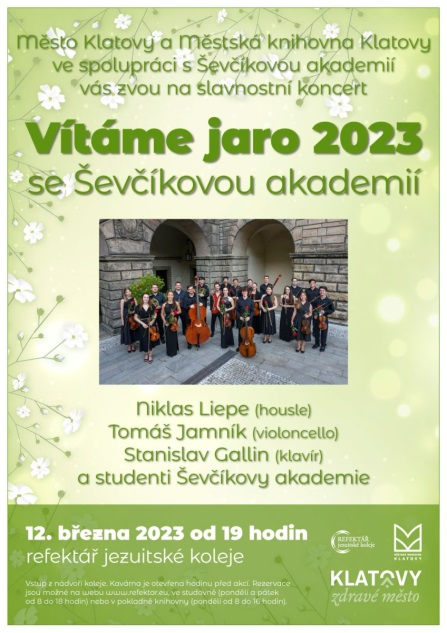 Město Klatovy a Městská knihovna Klatovy
ve spolupráci s Ševčíkovou akademií
vás zvou na slavnostní koncert
Vítáme jaro 2023
se Ševčíkovou akademií
Niklas Liepe (housle)
Tomáš Jamník (violoncello)
Stanislav Gallin (klavír)
a studenti Ševčíkovy akademie
12. března 2023 od 19 hodin
refektář jezuitské koleje
Vstup z nádvoří koleje. Kavárna je otevřena hodinu před akcí. Rezervace
jsou možné na webu www.refektar.eu, ve studovně (pondělí a pátek
od 8 do 18 hodin) nebo v pokladně knihovny (pondělí od 8 do 16 hodin).
REFEKTÁŘ
jezuitské koleje
KLATOVY
KLATOVY
zdravé město